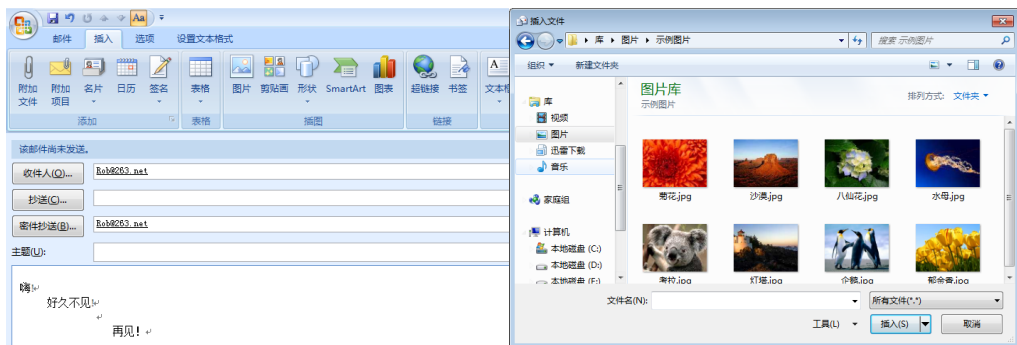 Aa
邮件 插入 选项 设置文本格式
附加文件 附加项目 名片 日历 签名 表格 图片 剪贴画 形状 SmartArt 图表 超链接 书签 文本框
添加 表格 插图 链接
该邮件尚未发送。
收件人(O)... Rob@263.net
抄送(C)...
密件抄送(B)... Rob@263.net
主题(U):
嗨
好久不见
再见!
插入文件
库 图片 示例图片 搜索 示例图片
组织 新建文件夹
库
视频
图片
迅雷下载
音乐
家庭组
计算机
本地磁盘 (C:)
本地磁盘 (D:)
本地磁盘 (E:)
图片库
示例图片
排列方式: 文件夹
菊花.jpg 沙漠.jpg 八仙花.jpg 水母.jpg
考拉.jpg 灯塔.jpg 企鹅.jpg 郁金香.jpg
文件名(N): 所有文件(*.*)
工具(L) 插入(S) 取消